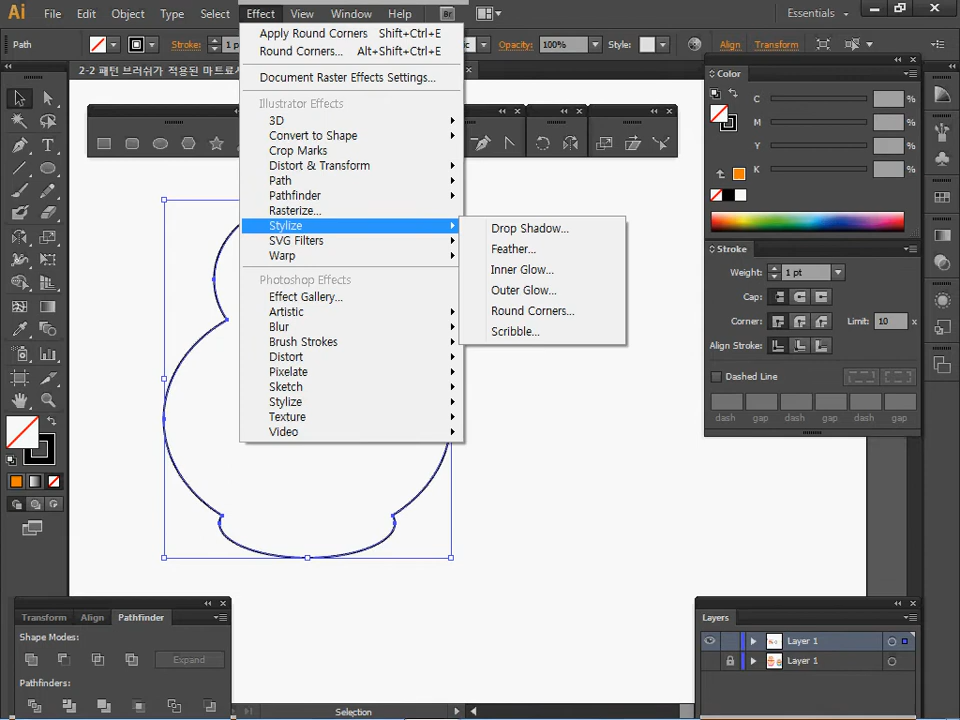 Ai File Edit Object Type Select Effect View Window Help Br Essentials
Path Stroke: 1 p Opacity: 100% Style: Align Transform
Apply Round Corners Shift+Ctrl+E
Round Corners... Alt+Shift+Ctrl+E
Document Raster Effects Settings...
Illustrator Effects
3D
Convert to Shape
Crop Marks
Distort & Transform
Path
Pathfinder
Rasterize...
Stylize
SVG Filters
Warp
Photoshop Effects
Effect Gallery...
Artistic
Blur
Brush Strokes
Distort
Pixelate
Sketch
Stylize
Texture
Video
Drop Shadow...
Feather...
Inner Glow...
Outer Glow...
Round Corners...
Scribble...
2-2 패턴 브러쉬가 적용된 마트료시
Color
C %
M %
Y %
K %
Stroke
Weight: 1 pt
Cap:
Corner: Limit: 10 x
Align Stroke:
Dashed Line
dash gap dash gap dash gap
Transform Align Pathfinder
Shape Modes:
Expand
Pathfinders:
Layers
Layer 1
Layer 1
Selection